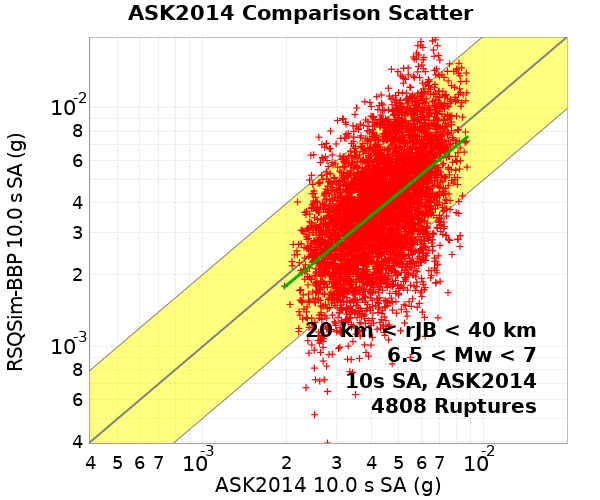 ASK2014 Comparison Scatter
RSQSim-BBP 10.0 s SA (g)
10-2
8
6
4
3
2
10-3
8
6
4
20 km < rJB < 40 km
6.5 < Mw < 7
10s SA, ASK2014
4808 Ruptures
4 5 6 7 10-3 2 3 4 5 6 7 10-2
ASK2014 10.0 s SA (g)